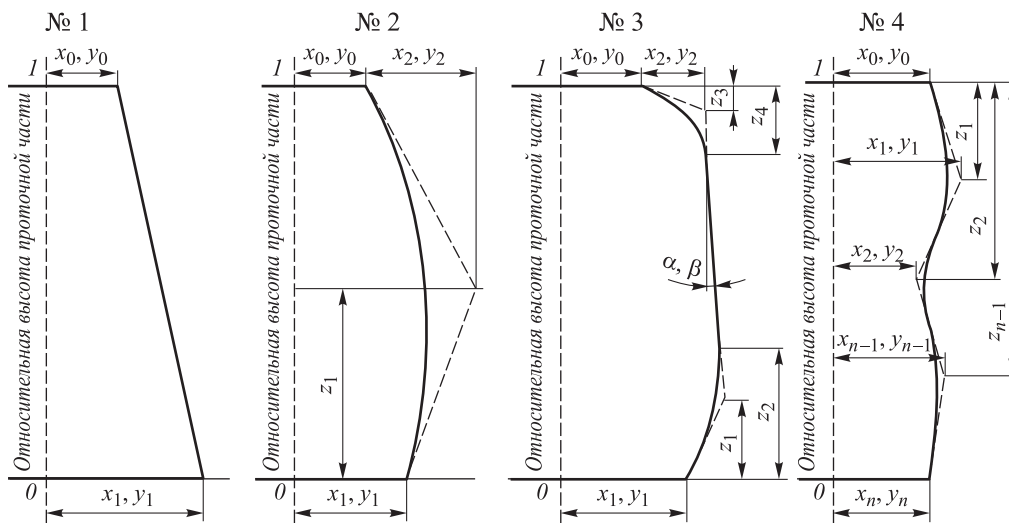 № 1
x₀, y₀
1
Относительная высота проточной части
0
x₁, y₁
№ 2
x₀, y₀
x₂, y₂
1
Относительная высота проточной части
z₁
0
x₁, y₁
№ 3
x₀, y₀
x₂, y₂
1
z₃
z₄
Относительная высота проточной части
α, β
z₂
z₁
0
x₁, y₁
№ 4
x₀, y₀
1
z₁
x₁, y₁
Относительная высота проточной части
z₂
x₂, y₂
zₙ₋₁
xₙ₋₁, yₙ₋₁
0
xₙ, yₙ